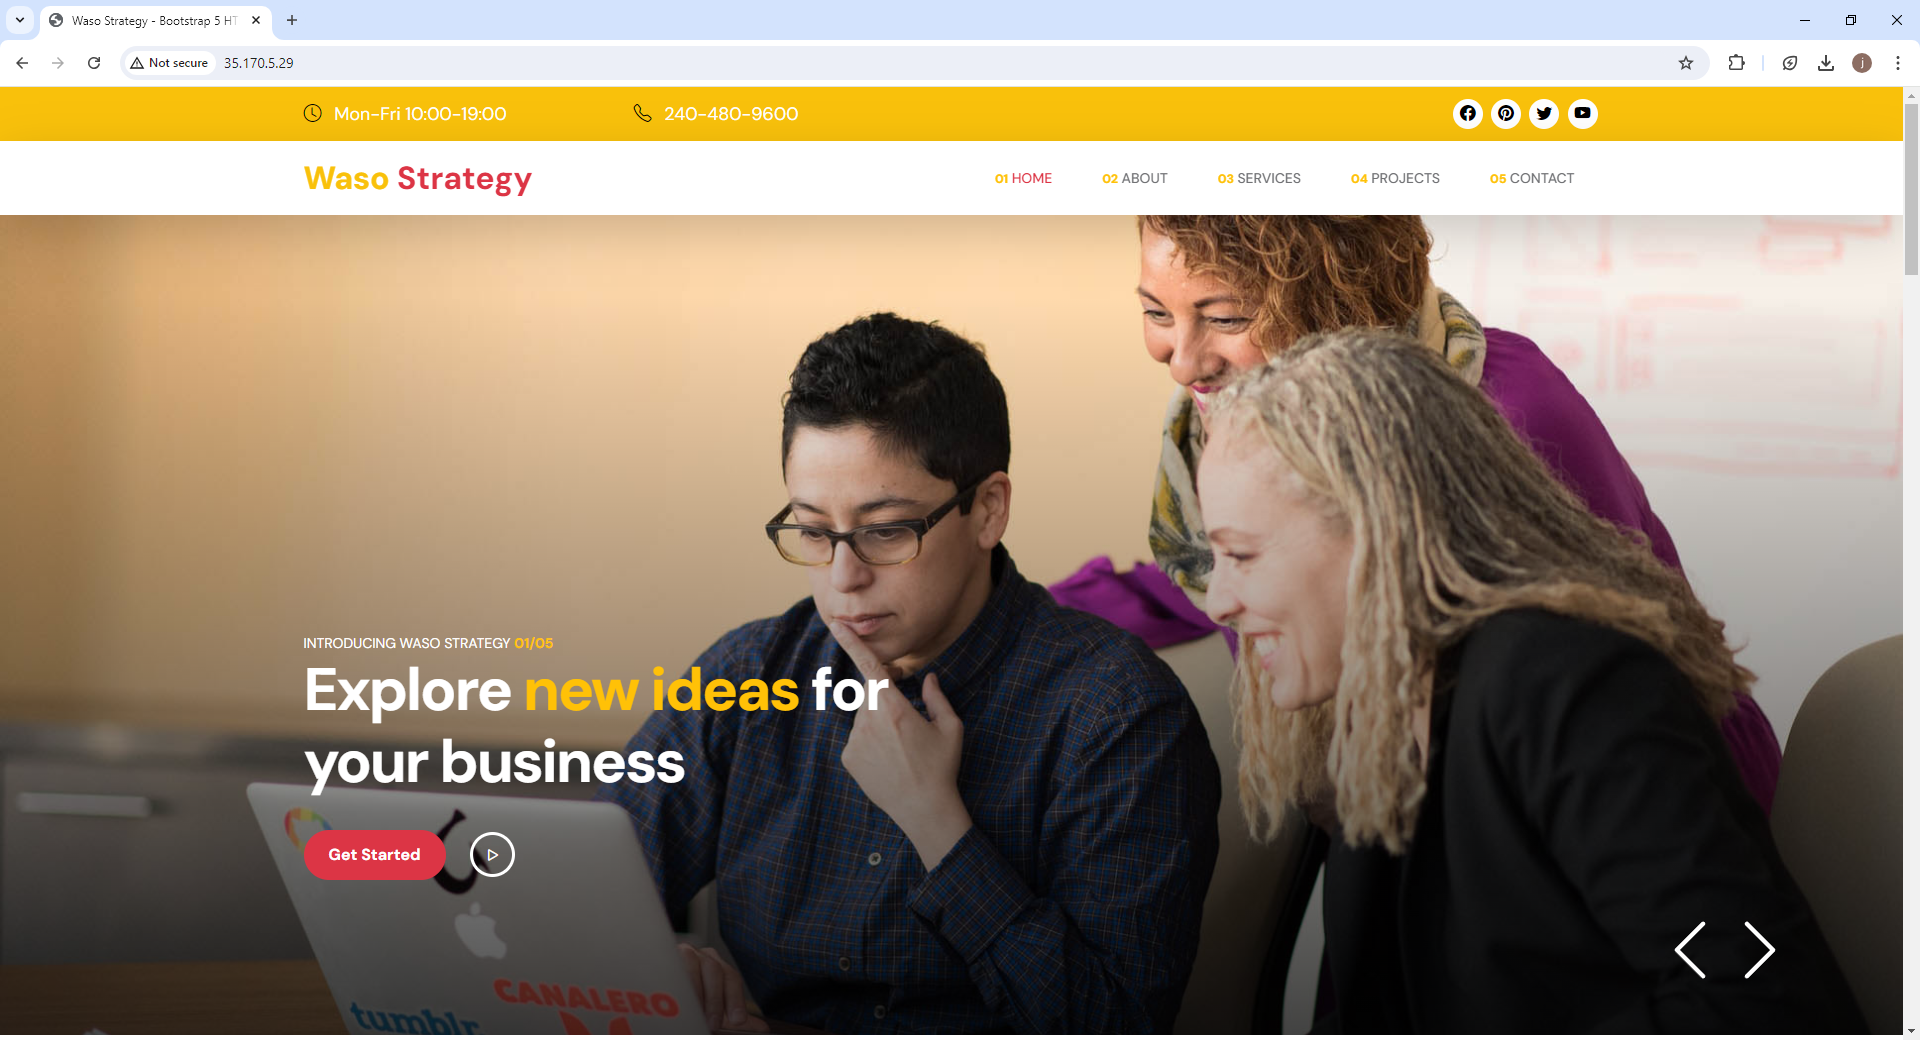 Waso Strategy - Bootstrap 5 HT
Not secure
35.170.5.29
j
Mon-Fri 10:00-19:00
240-480-9600
Waso Strategy
01 HOME
02 ABOUT
03 SERVICES
04 PROJECTS
05 CONTACT
INTRODUCING WASO STRATEGY 01/05
Explore new ideas for
your business
Get Started
CANALERO
tumblr